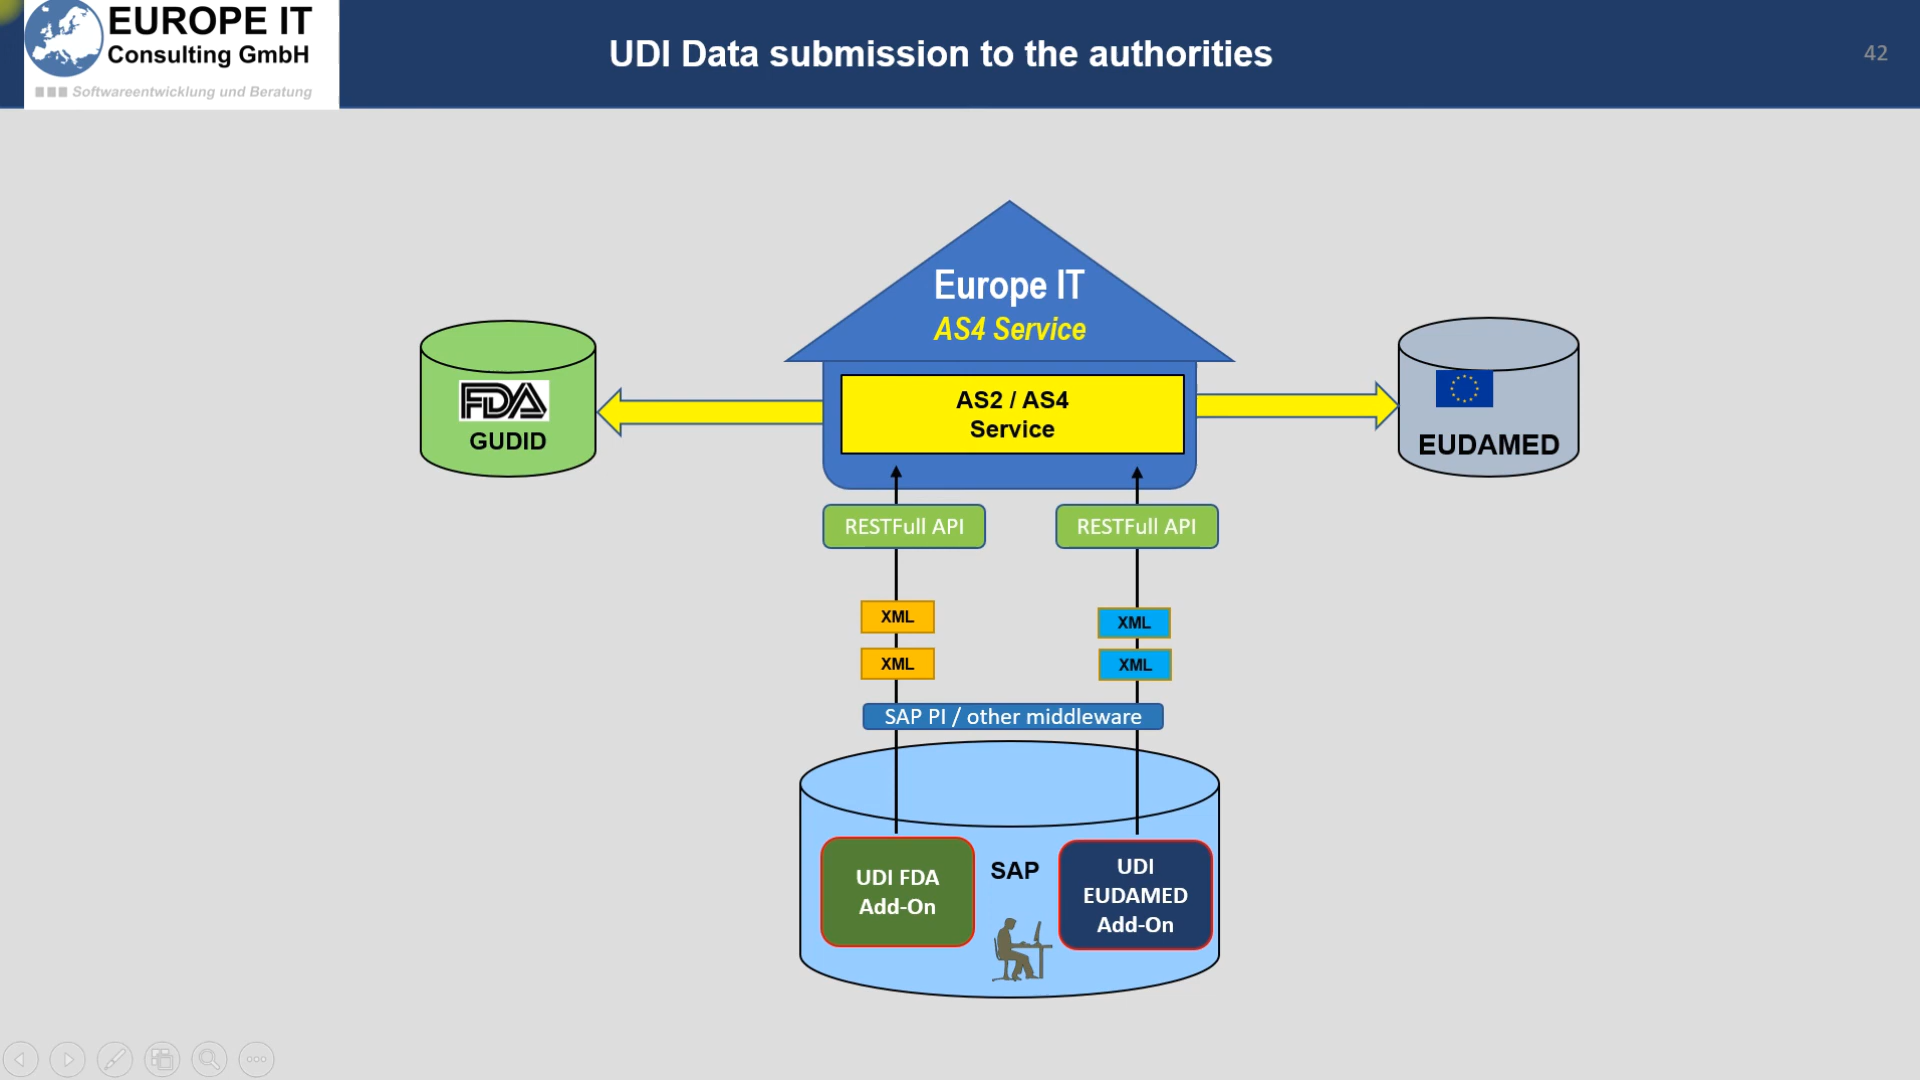 EUROPE IT
Consulting GmbH
Softwareentwicklung und Beratung
UDI Data submission to the authorities
42
Europe IT
AS4 Service
FDA
GUDID
AS2 / AS4
Service
EUDAMED
RESTFull API
RESTFull API
XML
XML
XML
XML
SAP PI / other middleware
UDI FDA
Add-On
SAP
UDI
EUDAMED
Add-On